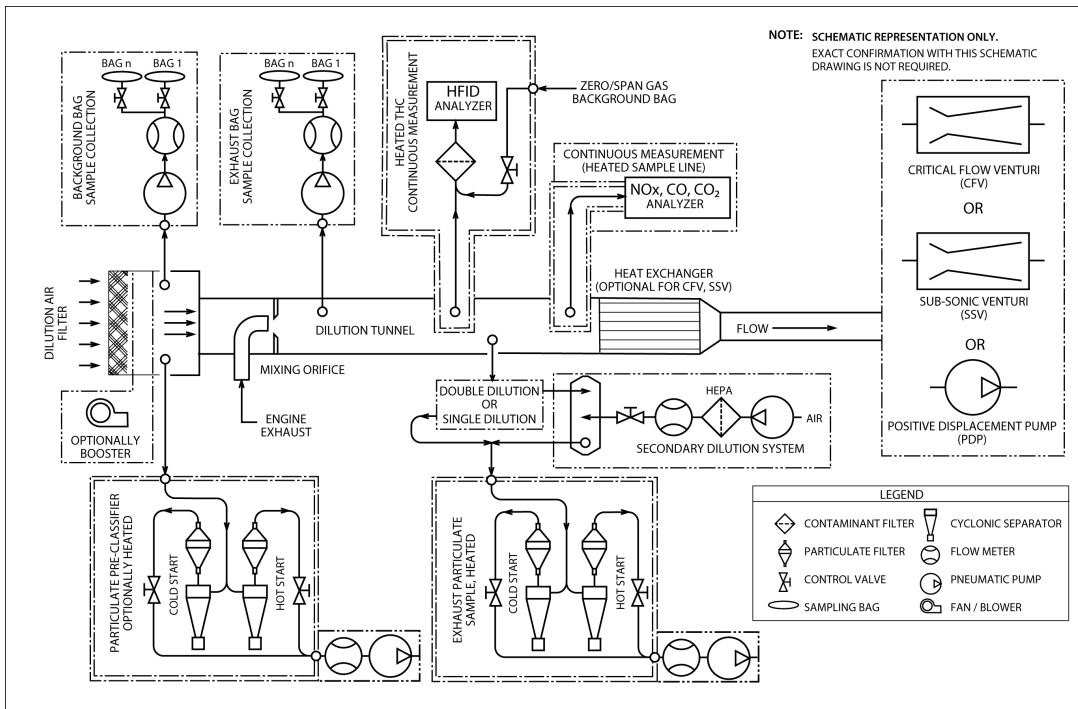 NOTE: SCHEMATIC REPRESENTATION ONLY.
EXACT CONFIRMATION WITH THIS SCHEMATIC
DRAWING IS NOT REQUIRED.
BAG n
BAG 1
BACKGROUND BAG
SAMPLE COLLECTION
BAG n
BAG 1
EXHAUST BAG
SAMPLE COLLECTION
HEATED THC
CONTINUOUS MEASUREMENT
HFID
ANALYZER
ZERO/SPAN GAS
BACKGROUND BAG
CONTINUOUS MEASUREMENT
(HEATED SAMPLE LINE)
NOx, CO, CO₂
ANALYZER
CRITICAL FLOW VENTURI
(CFV)
OR
SUB-SONIC VENTURI
(SSV)
OR
POSITIVE DISPLACEMENT PUMP
(PDP)
DILUTION AIR
FILTER
DILUTION TUNNEL
MIXING ORIFICE
ENGINE
EXHAUST
HEAT EXCHANGER
(OPTIONAL FOR CFV, SSV)
FLOW
OPTIONALLY
BOOSTER
DOUBLE DILUTION
OR
SINGLE DILUTION
HEPA
AIR
SECONDARY DILUTION SYSTEM
PARTICULATE PRE-CLASSIFIER
OPTIONALLY HEATED
COLD START
HOT START
EXHAUST PARTICULATE
SAMPLE, HEATED
COLD START
HOT START
LEGEND
CONTAMINANT FILTER
CYCLONIC SEPARATOR
PARTICULATE FILTER
FLOW METER
CONTROL VALVE
PNEUMATIC PUMP
SAMPLING BAG
FAN / BLOWER